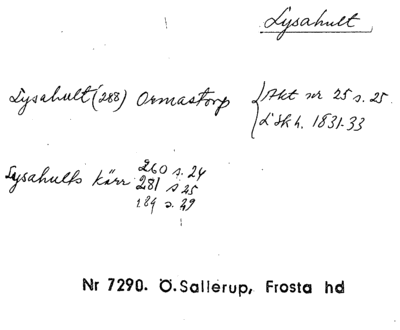 Lysahult
Lysahult (288) Ormastorp { Akt nr 25 s. 25
L. sk h. 1831-33
Lysahults Kärr 260 s. 24
281 s 25
184 s. 29
Nr 7290. Ö. Sallerup, Frosta hd